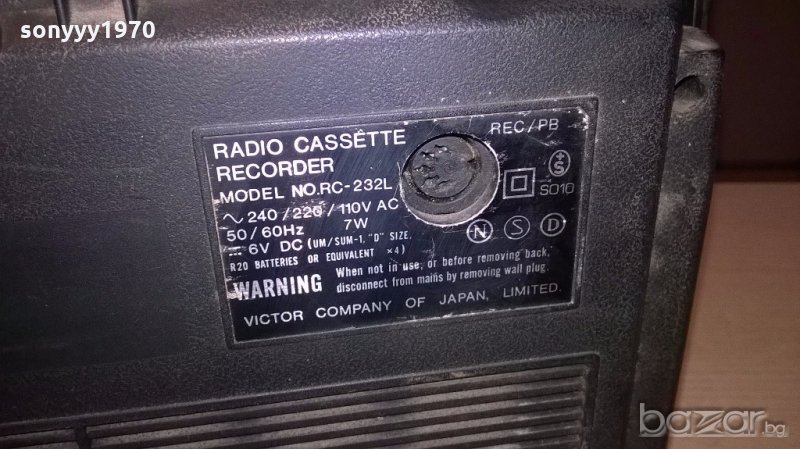 sonyyy1970
RADIO CASSETTE
RECORDER
MODEL NO.RC-232L
REC/PB
∿ 240/220/110V AC
50/60Hz 7W
⎓ 6V DC (UM/SUM-1, "D" SIZE,
R20 BATTERIES OR EQUIVALENT ×4)
S
SO10
N S D
WARNING
When not in use, or before removing back,
disconnect from mains by removing wall plug.
VICTOR COMPANY OF JAPAN, LIMITED.
bazar.bg